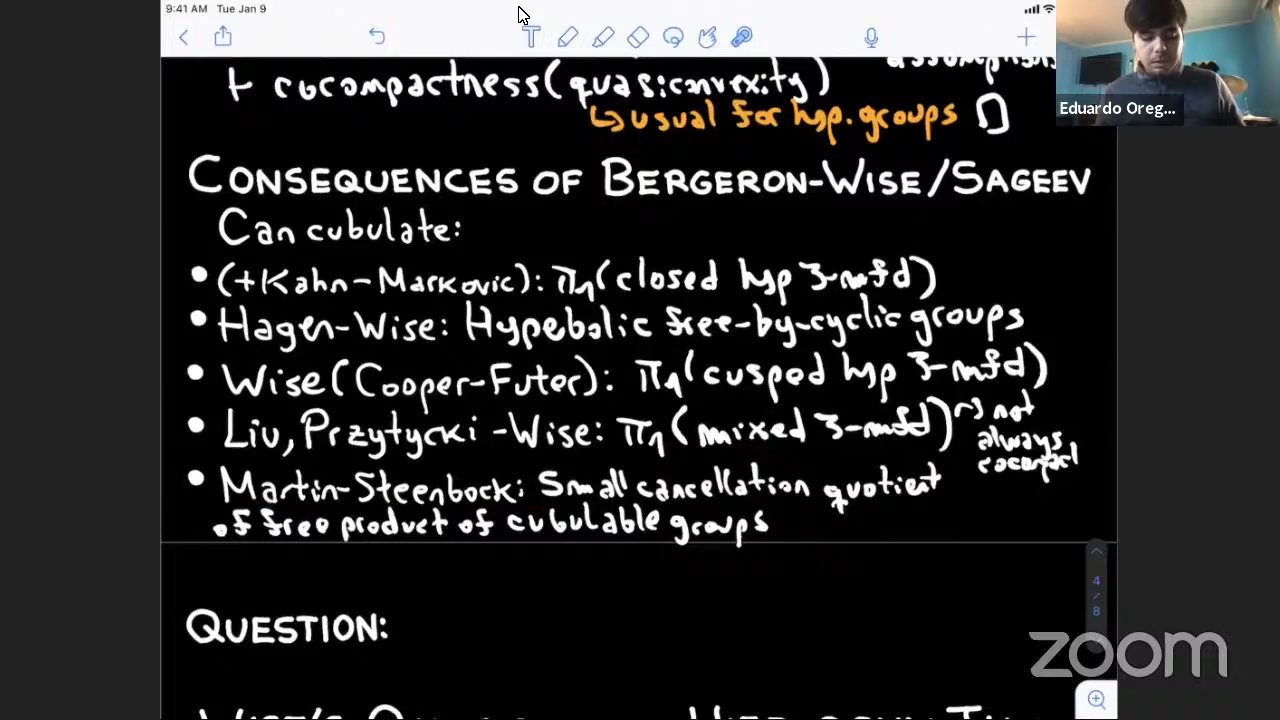 9:41 AM Tue Jan 9
+ cocompactness (quasiconvexity)
↳ usual for hyp. groups
Eduardo Oreg...
CONSEQUENCES OF BERGERON-WISE/SAGEEV
Can cubulate:
• (+Kahn-Markovic): π₁(closed hyp 3-mfd)
• Hagen-Wise: Hypebolic free-by-cyclic groups
• Wise (Cooper-Futer): π₁(cusped hyp 3-mfd)
• Liu, Przytycki-Wise: π₁(mixed 3-mfd) ⇝ not
always
cocompact
• Martin-Steenbock: Small cancellation quotient
of free product of cubulable groups
4
/
8
QUESTION:
zoom